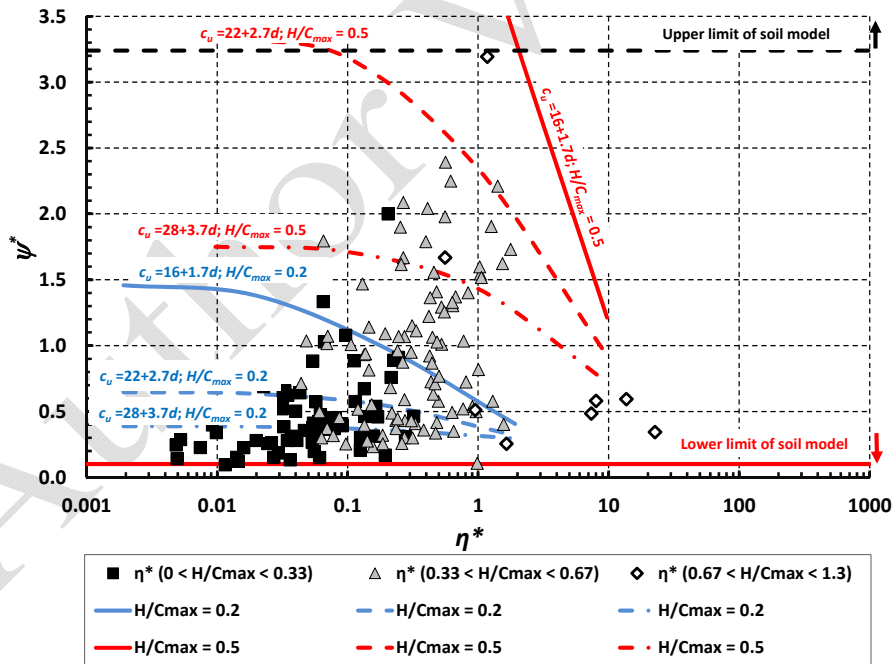 Author V
3.5
3.0
2.5
2.0
1.5
1.0
0.5
0.0
ψ*
0.001
0.01
0.1
1
10
100
1000
η*
c_u =22+2.7d; H/C_max = 0.5
Upper limit of soil model
c_u =16+1.7d; H/C_max = 0.5
c_u =28+3.7d; H/C_max = 0.5
c_u =16+1.7d; H/C_max = 0.2
c_u =22+2.7d; H/C_max = 0.2
c_u =28+3.7d; H/C_max = 0.2
Lower limit of soil model
η* (0 < H/Cmax < 0.33)
η* (0.33 < H/Cmax < 0.67)
η* (0.67 < H/Cmax < 1.3)
H/Cmax = 0.2
H/Cmax = 0.2
H/Cmax = 0.2
H/Cmax = 0.5
H/Cmax = 0.5
H/Cmax = 0.5